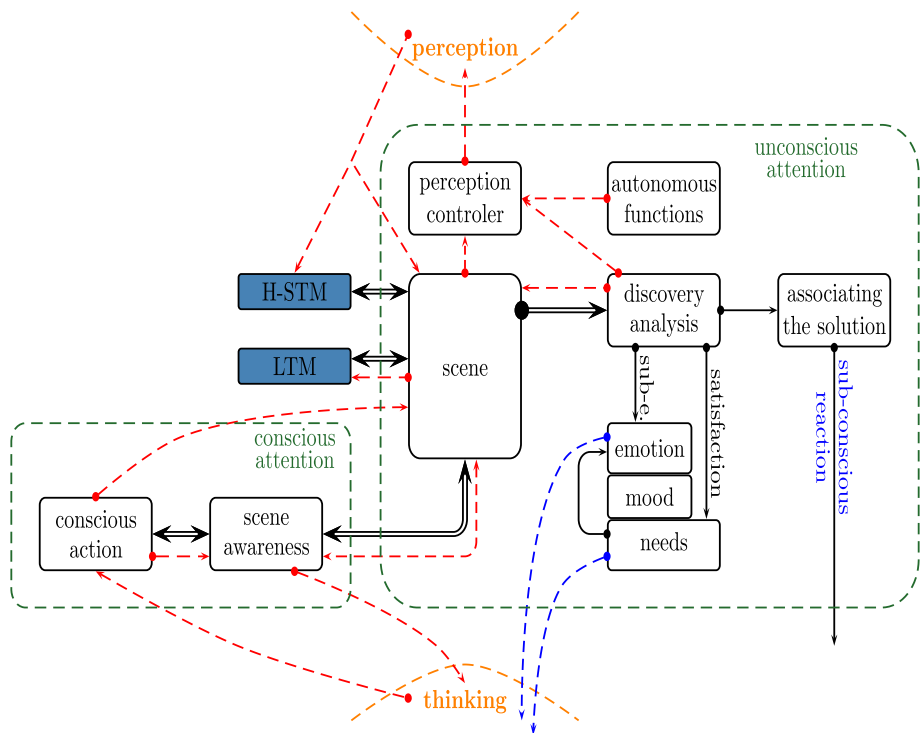 perception
unconscious
attention
perception
controler
autonomous
functions
H-STM
discovery
analysis
associating
the solution
LTM
scene
sub-e.
satisfaction
sub-conscious
reaction
conscious
attention
emotion
mood
needs
conscious
action
scene
awareness
thinking